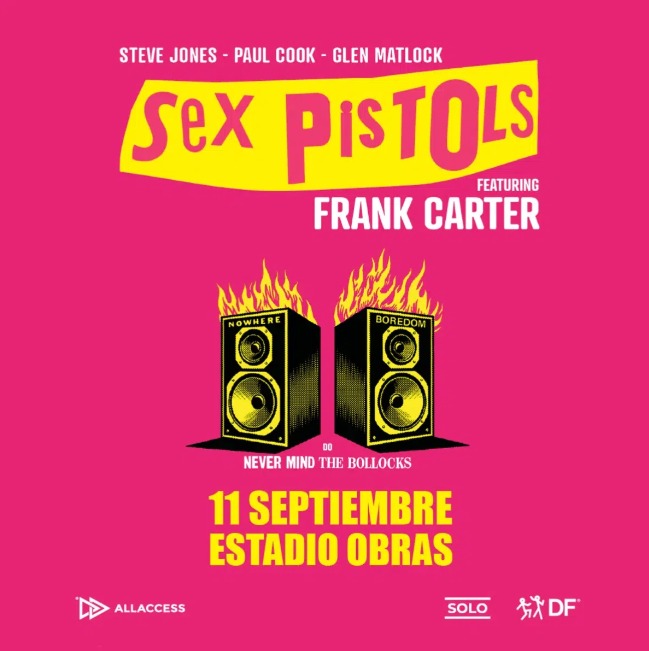 STEVE JONES - PAUL COOK - GLEN MATLOCK
SEX PISTOLS
FEATURING
FRANK CARTER
NOWHERE
BOREDOM
DO
NEVER MIND THE BOLLOCKS
11 SEPTIEMBRE
ESTADIO OBRAS
ALLACCESS
SOLO
DF